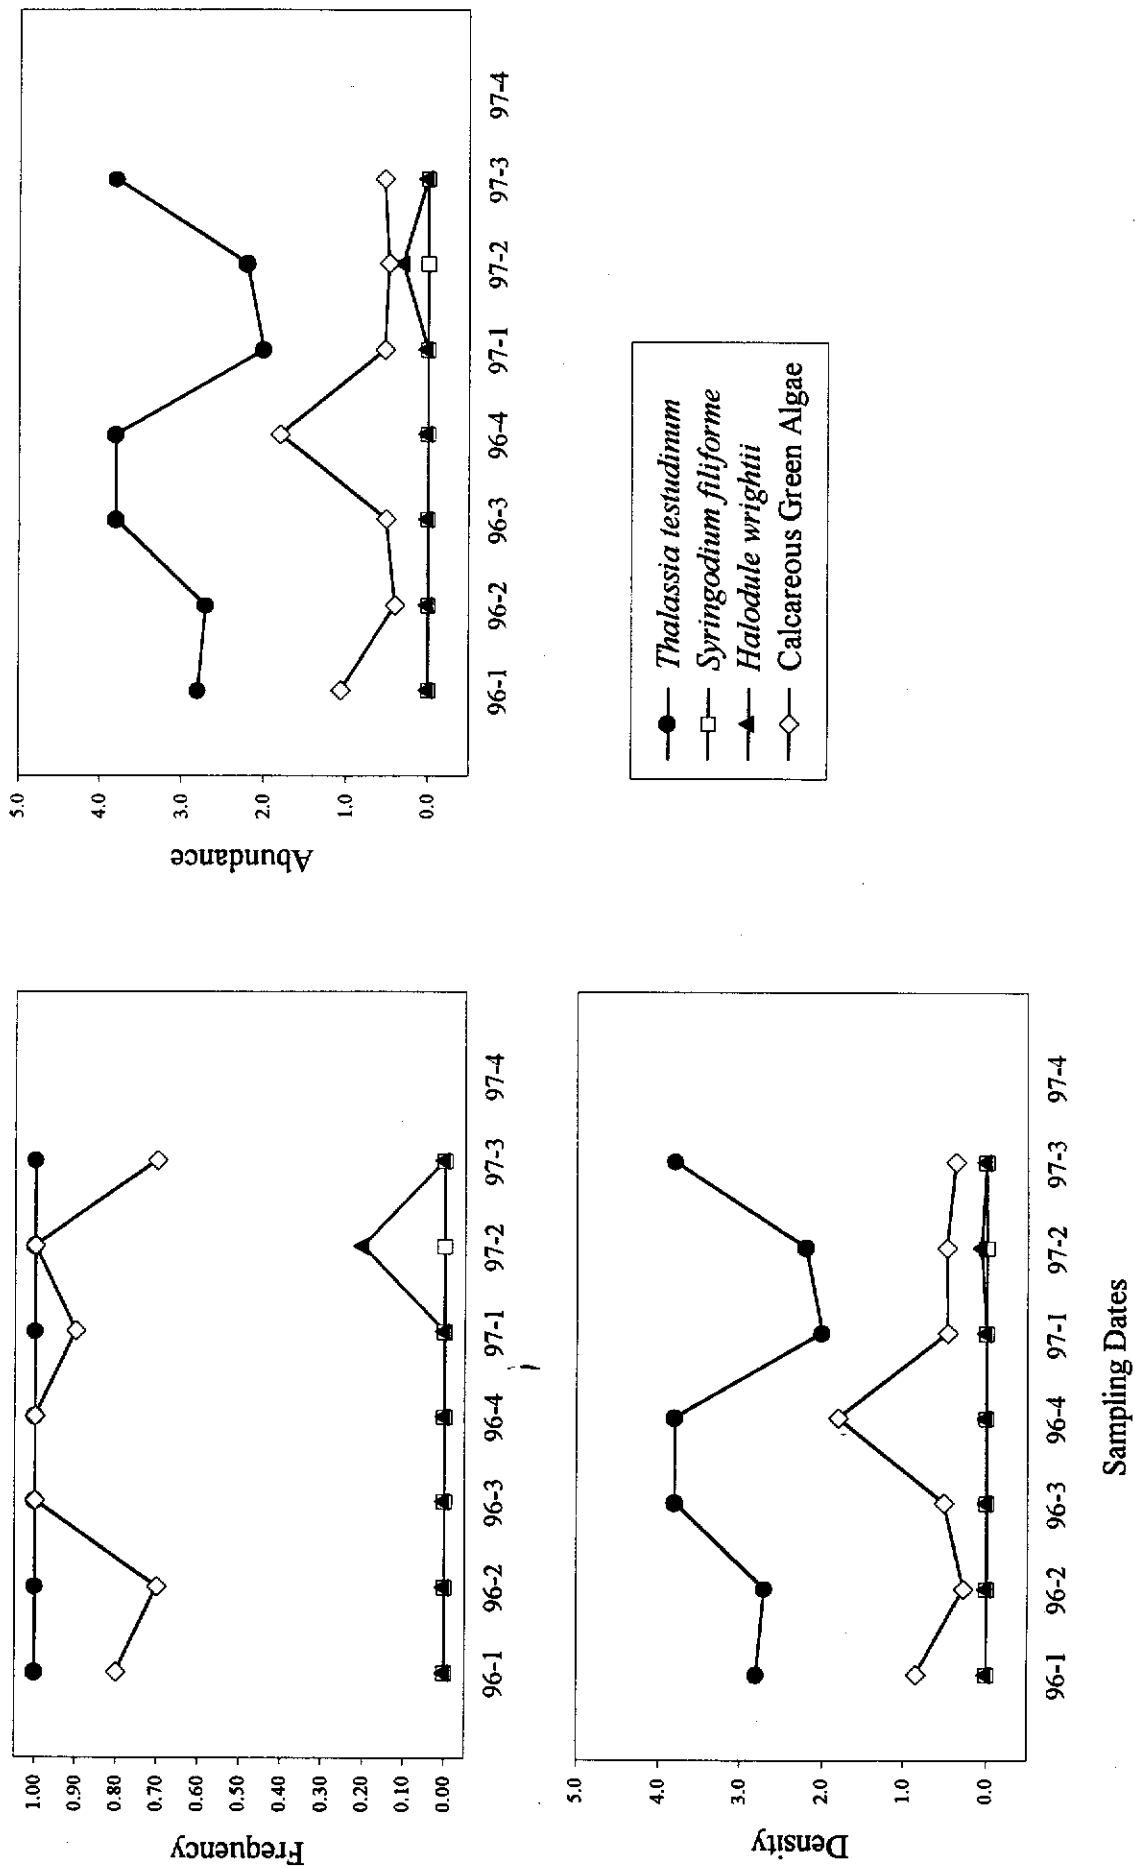 Frequency
1.00
0.90
0.80
0.70
0.60
0.50
0.40
0.30
0.20
0.10
0.00
96-1 96-2 96-3 96-4 97-1 97-2 97-3 97-4
Abundance
5.0
4.0
3.0
2.0
1.0
0.0
96-1 96-2 96-3 96-4 97-1 97-2 97-3 97-4
Density
5.0
4.0
3.0
2.0
1.0
0.0
96-1 96-2 96-3 96-4 97-1 97-2 97-3 97-4
Sampling Dates
Thalassia testudinum
Syringodium filiforme
Halodule wrightii
Calcareous Green Algae